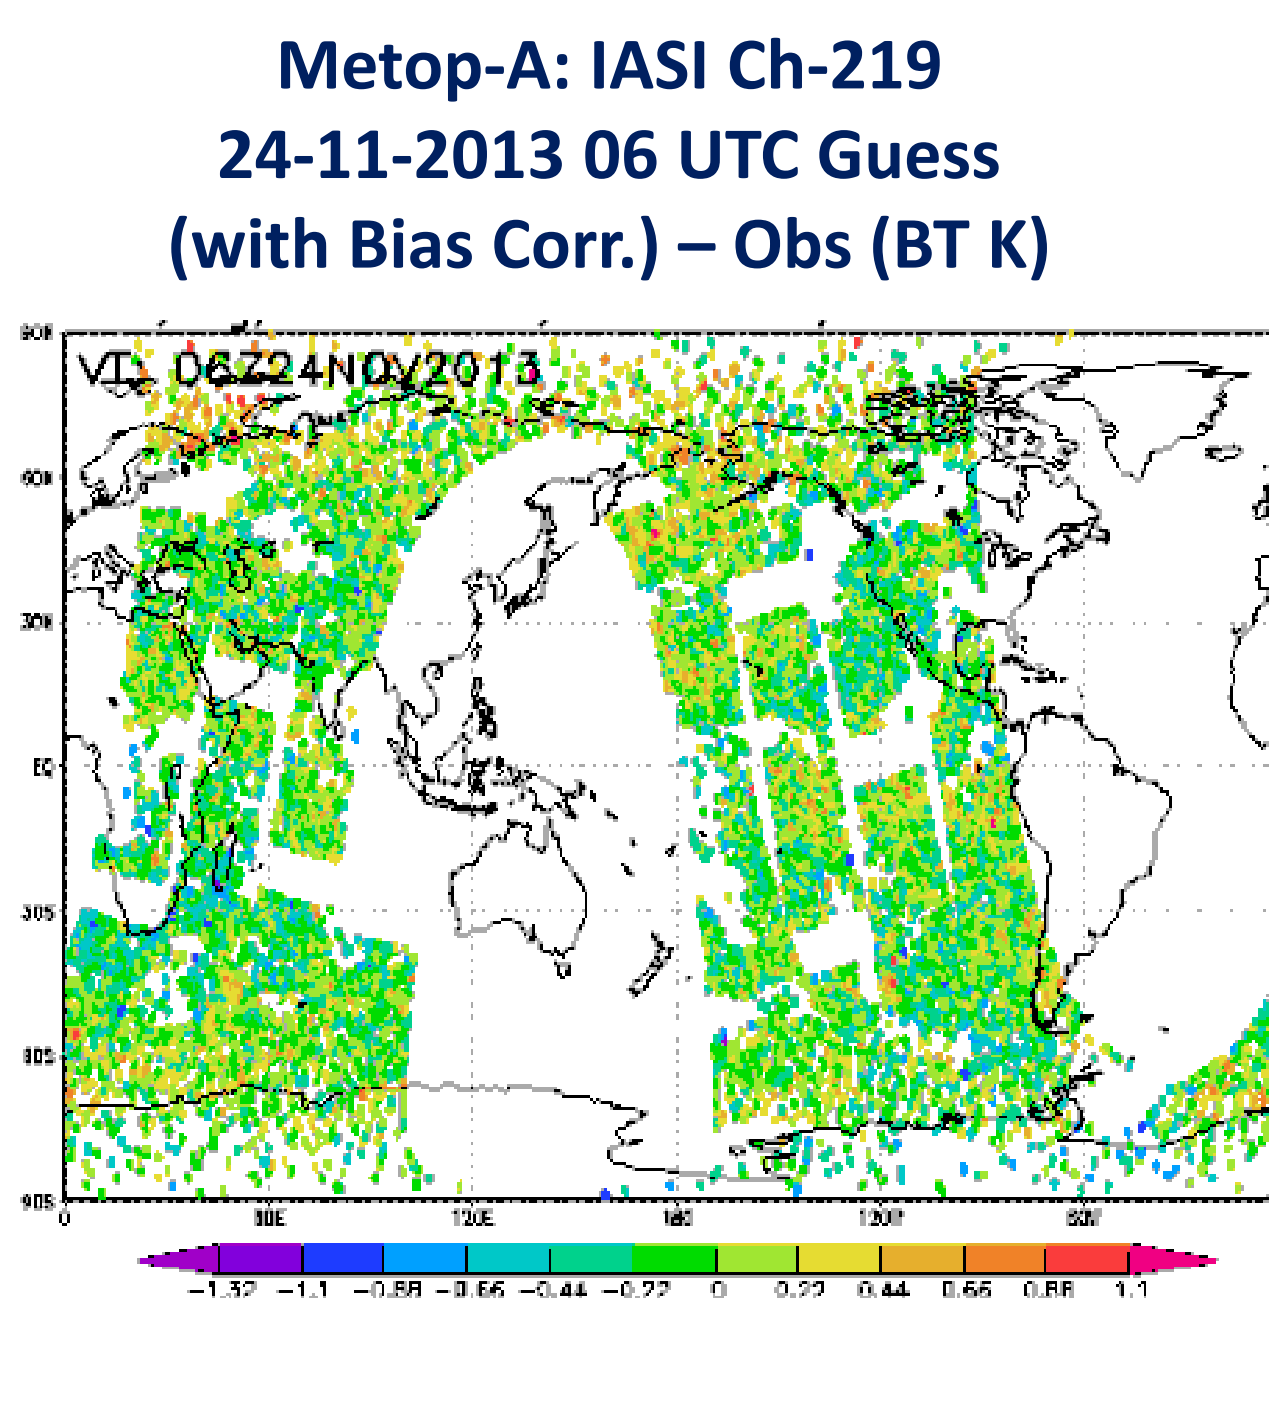 Metop-A: IASI Ch-219
24-11-2013 06 UTC Guess
(with Bias Corr.) – Obs (BT K)
90N
VT: 06Z24NOV2013
60N
30N
EQ
30S
60S
90S
0 60E 120E 180 120W 60W
-1.32 -1.1 -0.88 -0.66 -0.44 -0.22 0 0.22 0.44 0.66 0.88 1.1